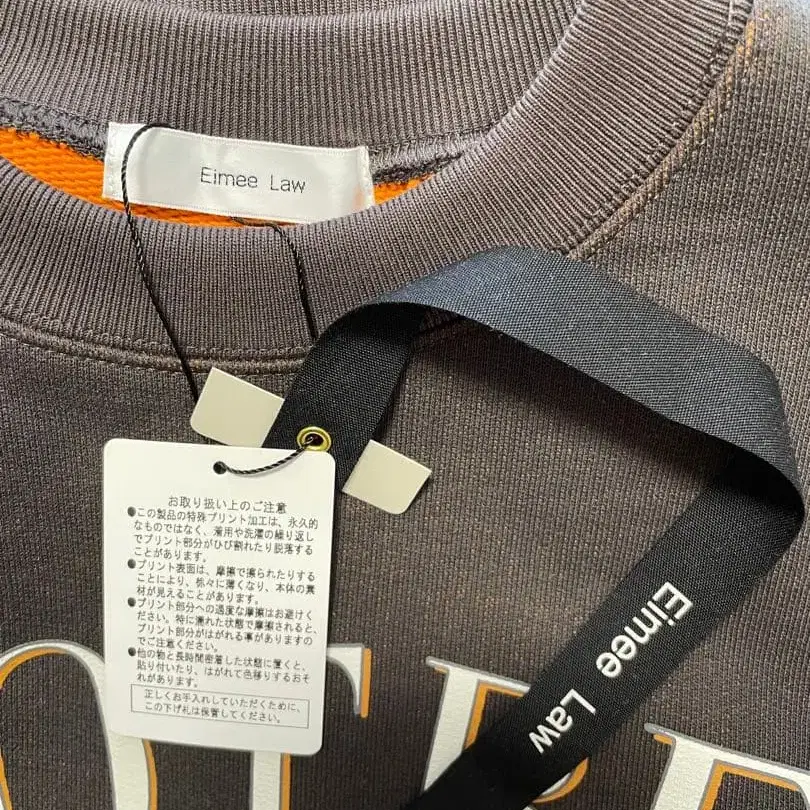 Eimee Law
お取り扱い上のご注意
●この製品の特殊プリント加工は、永久的
なものではなく、着用や洗濯の繰り返し
でプリント部分がひび割れたり脱落する
ことがあります。
●プリント表面は、摩擦で擦られたりする
ことにより、徐々に薄くなり、本体の素
材が見えることがあります。
●プリント部分への過度な摩擦はお避けく
ださい。特に濡れた状態で摩擦されると、
プリント部分がはがれる事がありますの
でご注意ください。
●他の物と長時間密着した状態に置くと、
貼り付いたり、はがれて色移りするおそ
れがあります。
正しくお手入れしていただくために、
この下げ札は保管してください。
Eimee Law